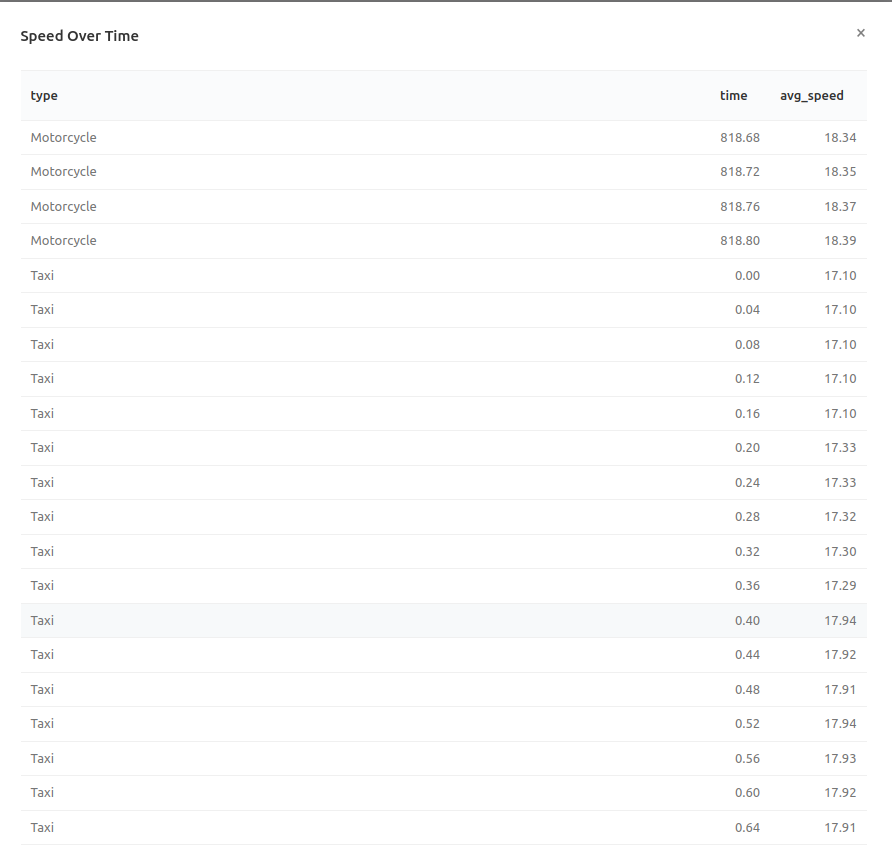 Speed Over Time ×
type time avg_speed
Motorcycle 818.68 18.34
Motorcycle 818.72 18.35
Motorcycle 818.76 18.37
Motorcycle 818.80 18.39
Taxi 0.00 17.10
Taxi 0.04 17.10
Taxi 0.08 17.10
Taxi 0.12 17.10
Taxi 0.16 17.10
Taxi 0.20 17.33
Taxi 0.24 17.33
Taxi 0.28 17.32
Taxi 0.32 17.30
Taxi 0.36 17.29
Taxi 0.40 17.94
Taxi 0.44 17.92
Taxi 0.48 17.91
Taxi 0.52 17.94
Taxi 0.56 17.93
Taxi 0.60 17.92
Taxi 0.64 17.91